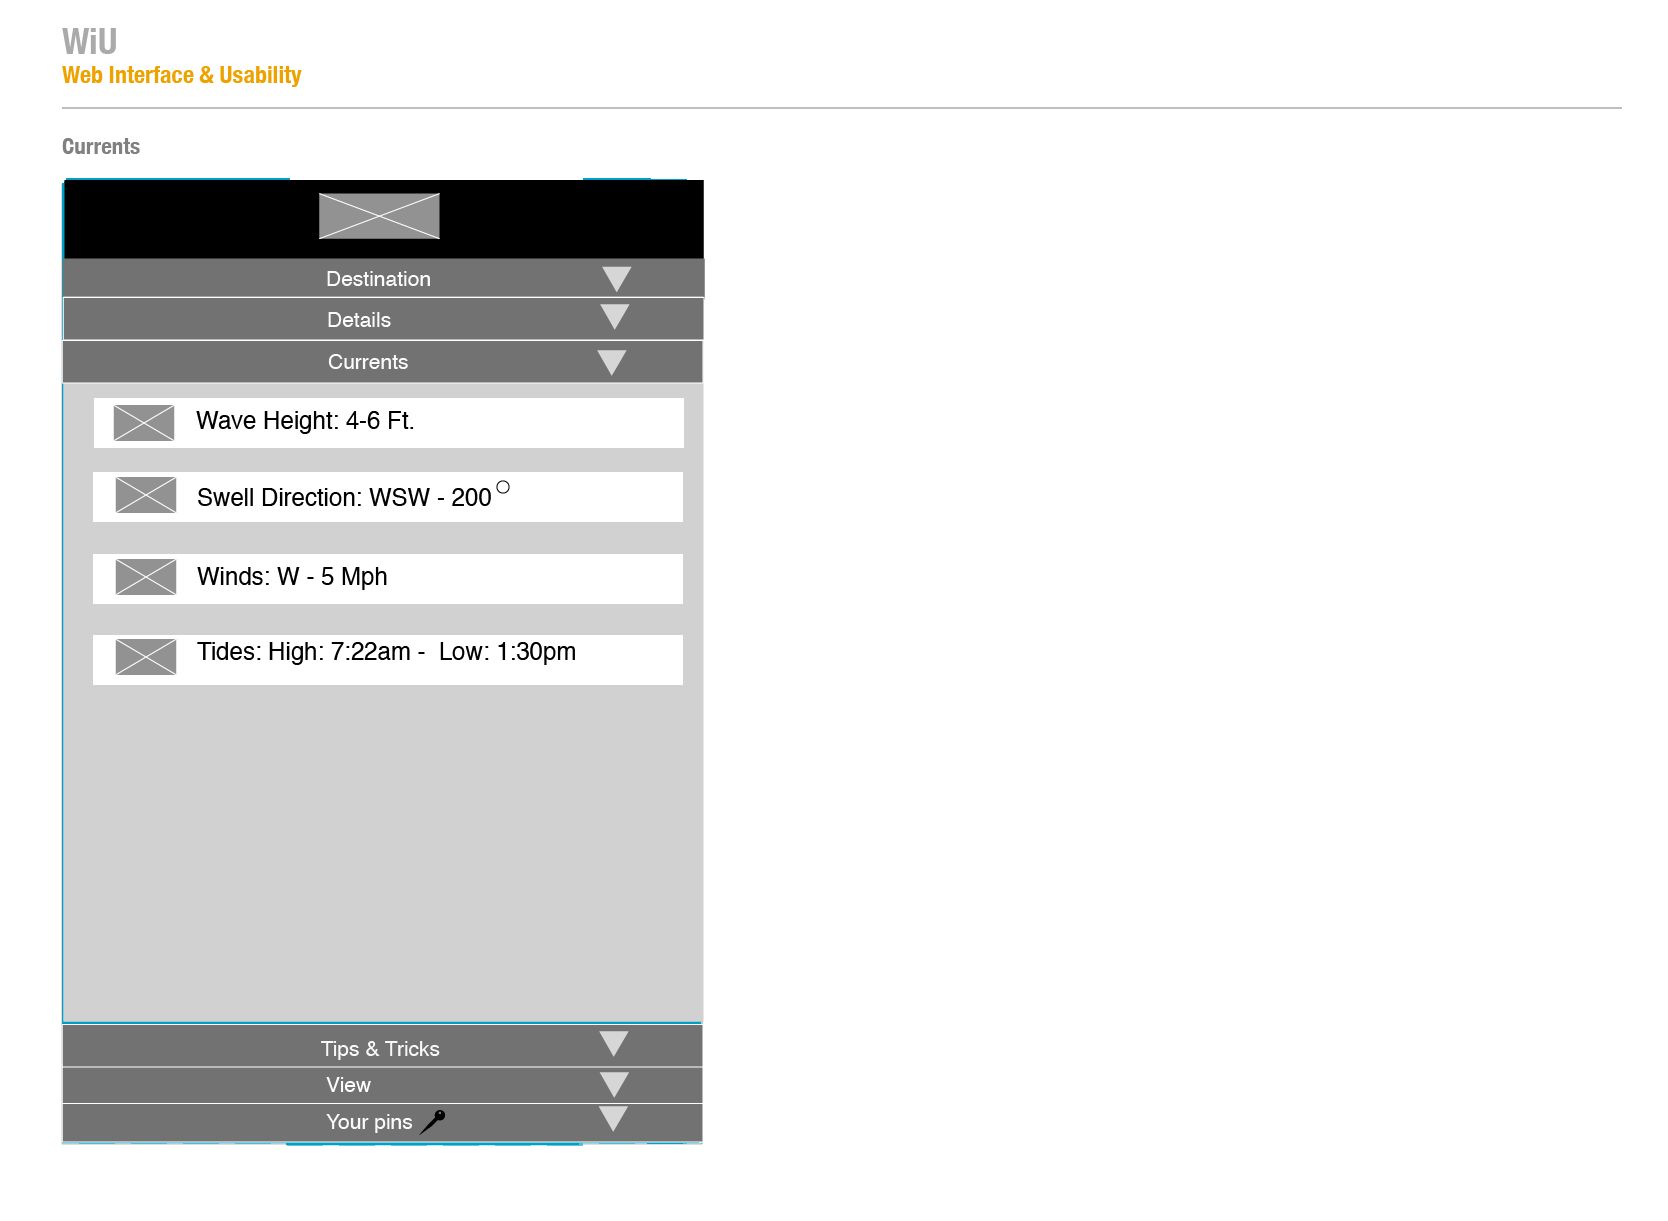 WiU
Web Interface & Usability
Currents
Destination
Details
Currents
Wave Height: 4-6 Ft.
Swell Direction: WSW - 200°
Winds: W - 5 Mph
Tides: High: 7:22am -  Low: 1:30pm
Tips & Tricks
View
Your pins